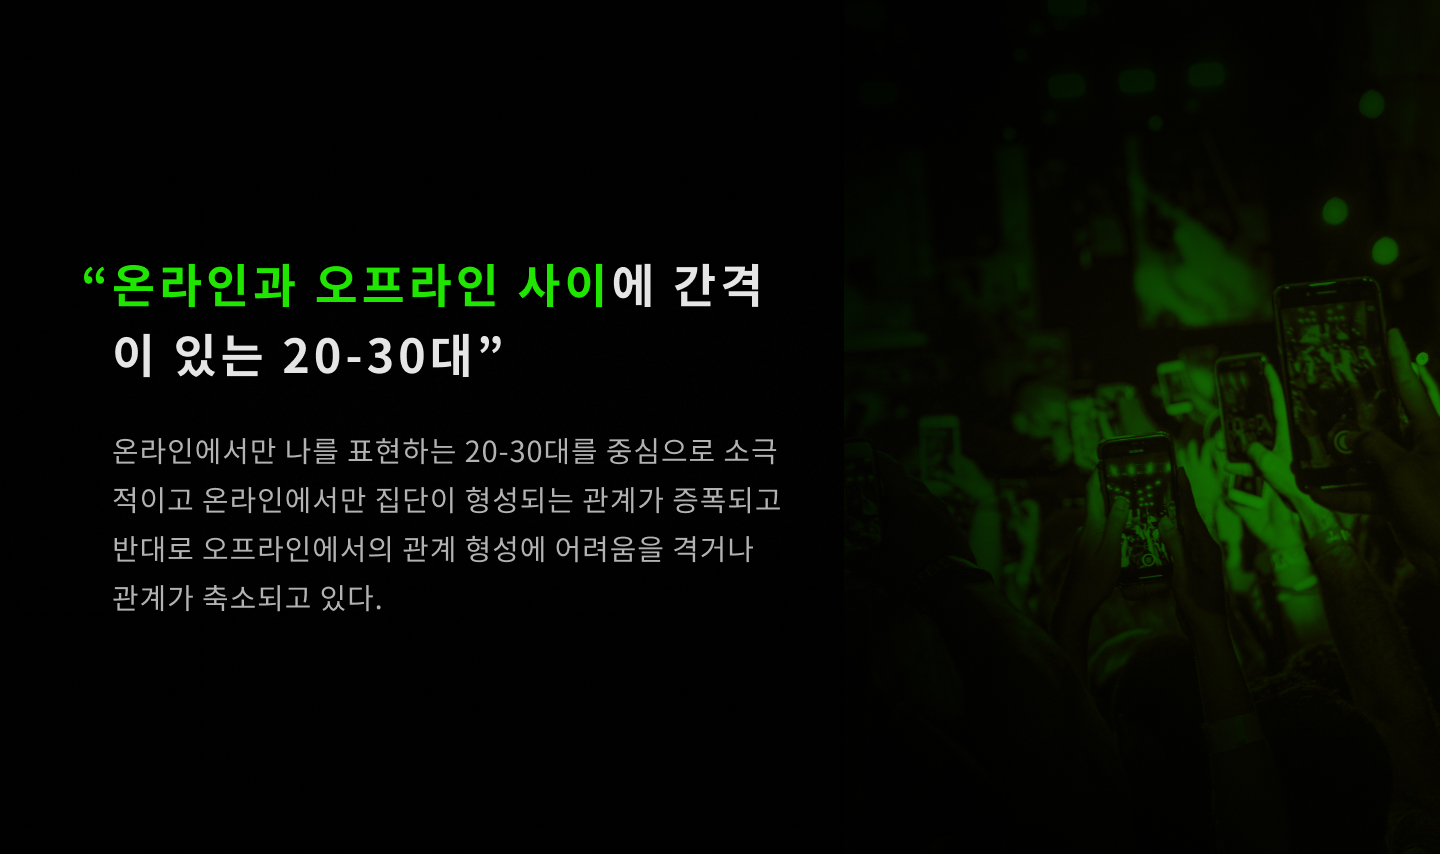 “온라인과 오프라인 사이에 간격
이 있는 20-30대”
온라인에서만 나를 표현하는 20-30대를 중심으로 소극
적이고 온라인에서만 집단이 형성되는 관계가 증폭되고
반대로 오프라인에서의 관계 형성에 어려움을 격거나
관계가 축소되고 있다.